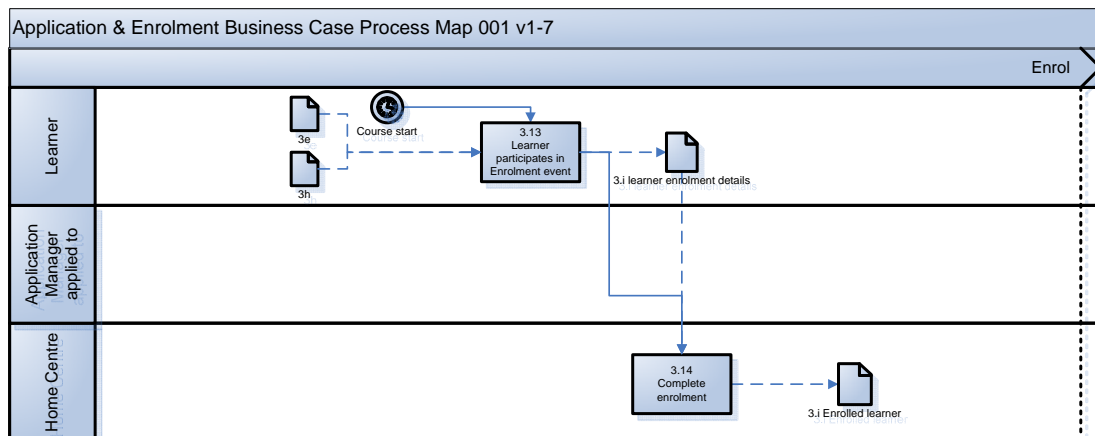 Application & Enrolment Business Case Process Map 001 v1-7
Enrol
Learner
3e
Course start
3h
3.13
Learner
participates in
Enrolment event
3.i learner enrolment details
Application
Manager
applied to
Home Centre
3.14
Complete
enrolment
3.i Enrolled learner